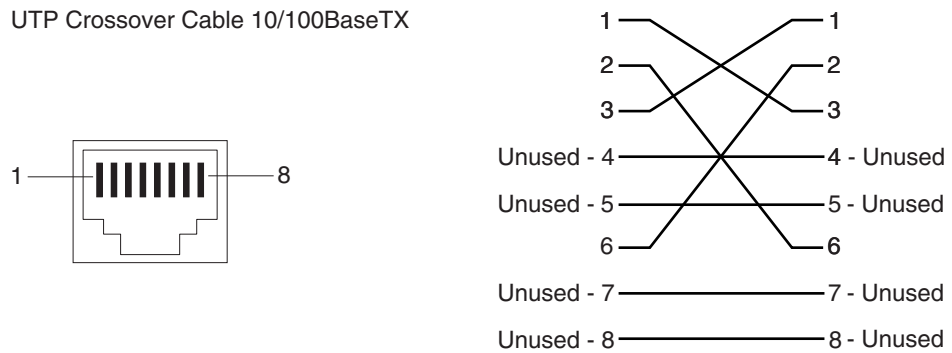 UTP Crossover Cable 10/100BaseTX
1 8
1 1
2 2
3 3
Unused - 4 4 - Unused
Unused - 5 5 - Unused
6 6
Unused - 7 7 - Unused
Unused - 8 8 - Unused